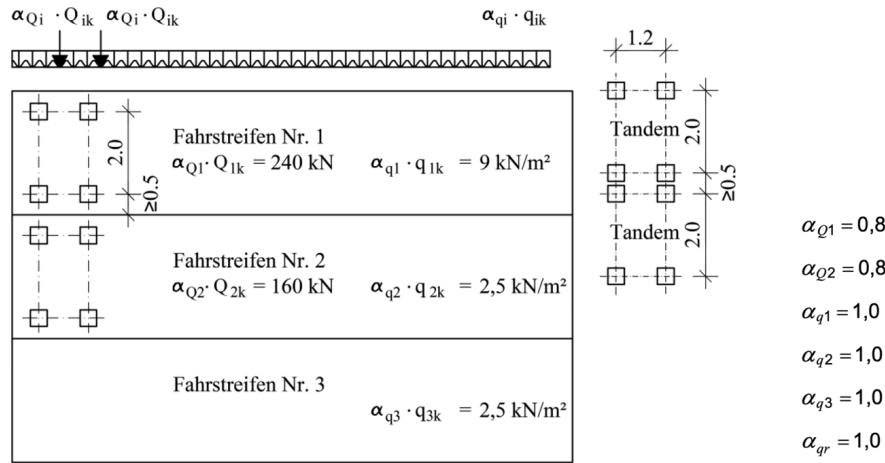 α_Qi · Q_ik α_Qi · Q_ik α_qi · q_ik
1.2
Fahrstreifen Nr. 1
α_Q1 · Q_1k = 240 kN α_q1 · q_1k = 9 kN/m²
2.0
≥0.5
Fahrstreifen Nr. 2
α_Q2 · Q_2k = 160 kN α_q2 · q_2k = 2,5 kN/m²
Fahrstreifen Nr. 3
α_q3 · q_3k = 2,5 kN/m²
Tandem
2.0
≥0.5
Tandem
2.0
α_Q1 = 0,8
α_Q2 = 0,8
α_q1 = 1,0
α_q2 = 1,0
α_q3 = 1,0
α_qr = 1,0